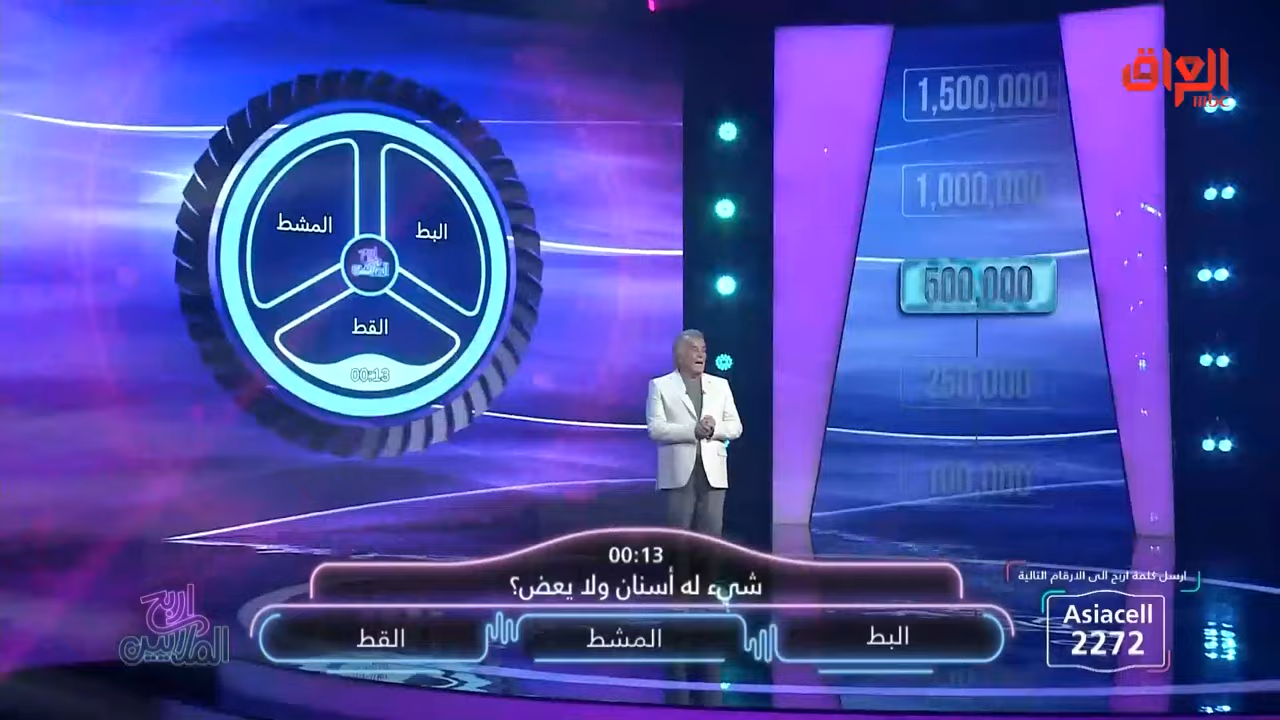 العراق
mbc
1,500,000
1,000,000
500,000
250,000
100,000
البط
المشط
اربح الملايين
القط
00:13
00:13
شيء له أسنان ولا يعض؟
البط
المشط
القط
ارسل كلمة اربح الى الارقام التالية
Asiacell
2272
اربح
الملايين